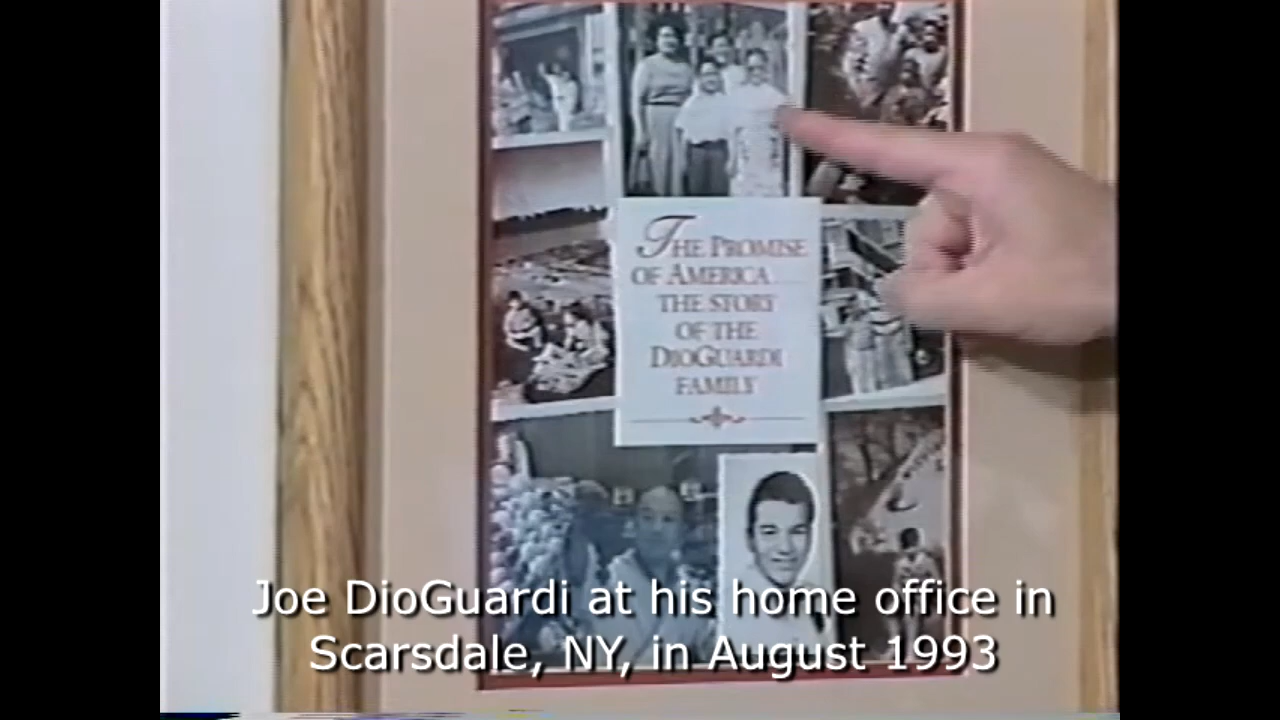 THE PROMISE
OF AMERICA...
THE STORY
OF THE
DIOGUARDI
FAMILY
Joe DioGuardi at his home office in
Scarsdale, NY, in August 1993